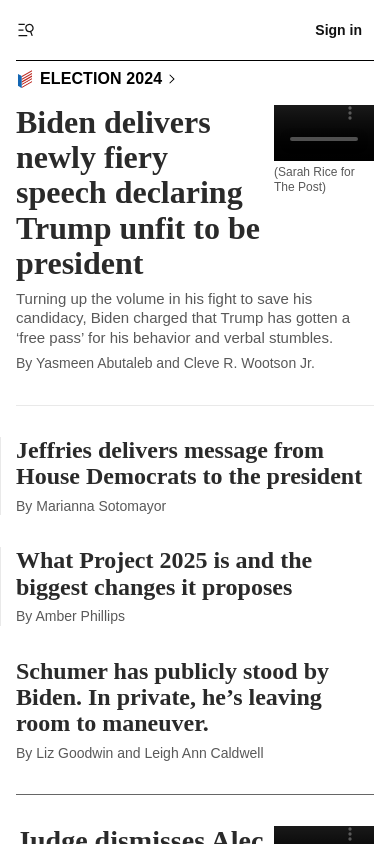 Sign in
ELECTION 2024
Biden delivers
newly fiery
speech declaring
Trump unfit to be
president
(Sarah Rice for
The Post)
Turning up the volume in his fight to save his
candidacy, Biden charged that Trump has gotten a
‘free pass’ for his behavior and verbal stumbles.
By Yasmeen Abutaleb and Cleve R. Wootson Jr.
Jeffries delivers message from
House Democrats to the president
By Marianna Sotomayor
What Project 2025 is and the
biggest changes it proposes
By Amber Phillips
Schumer has publicly stood by
Biden. In private, he’s leaving
room to maneuver.
By Liz Goodwin and Leigh Ann Caldwell
Judge dismisses Alec